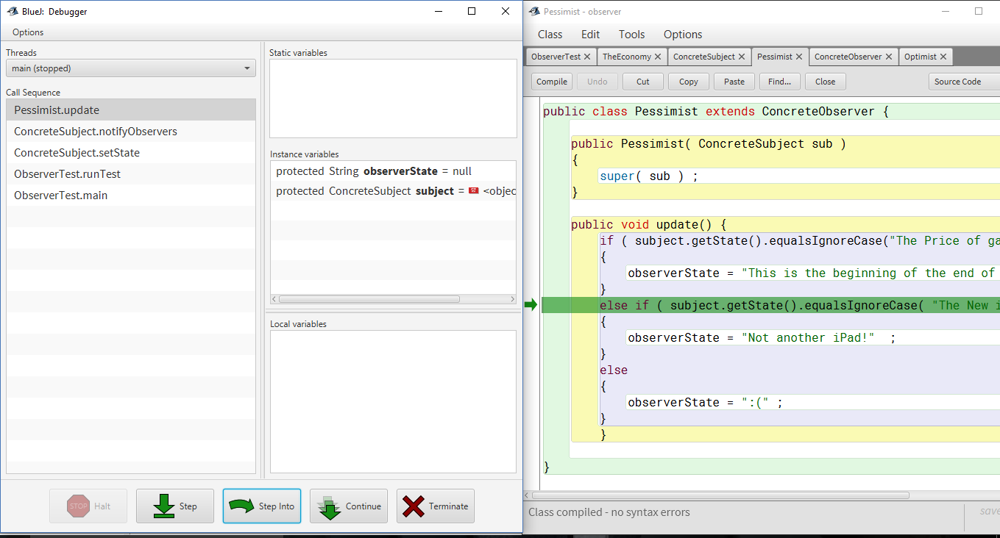 BlueJ: Debugger
Options
Threads
main (stopped)
Call Sequence
Pessimist.update
ConcreteSubject.notifyObservers
ConcreteSubject.setState
ObserverTest.runTest
ObserverTest.main
Static variables
Instance variables
protected String observerState = null
protected ConcreteSubject subject = <objec
Local variables
STOP Halt
Step
Step Into
Continue
Terminate
Pessimist - observer
Class Edit Tools Options
ObserverTest TheEconomy ConcreteSubject Pessimist ConcreteObserver Optimist
Compile Undo Cut Copy Paste Find... Close Source Code
public class Pessimist extends ConcreteObserver {
public Pessimist( ConcreteSubject sub )
{
super( sub ) ;
}
public void update() {
if ( subject.getState().equalsIgnoreCase("The Price of ga
{
observerState = "This is the beginning of the end of
}
else if ( subject.getState().equalsIgnoreCase( "The New i
{
observerState = "Not another iPad!" ;
}
else
{
observerState = ":(" ;
}
}
}
Class compiled - no syntax errors
save